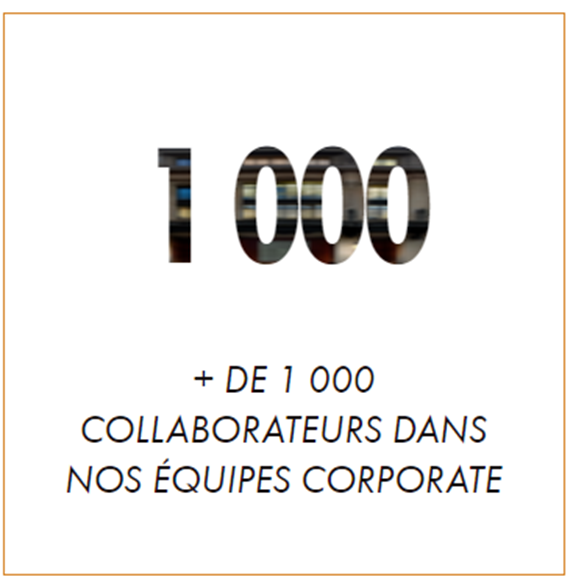 1 000
+ DE 1 000
COLLABORATEURS DANS
NOS ÉQUIPES CORPORATE